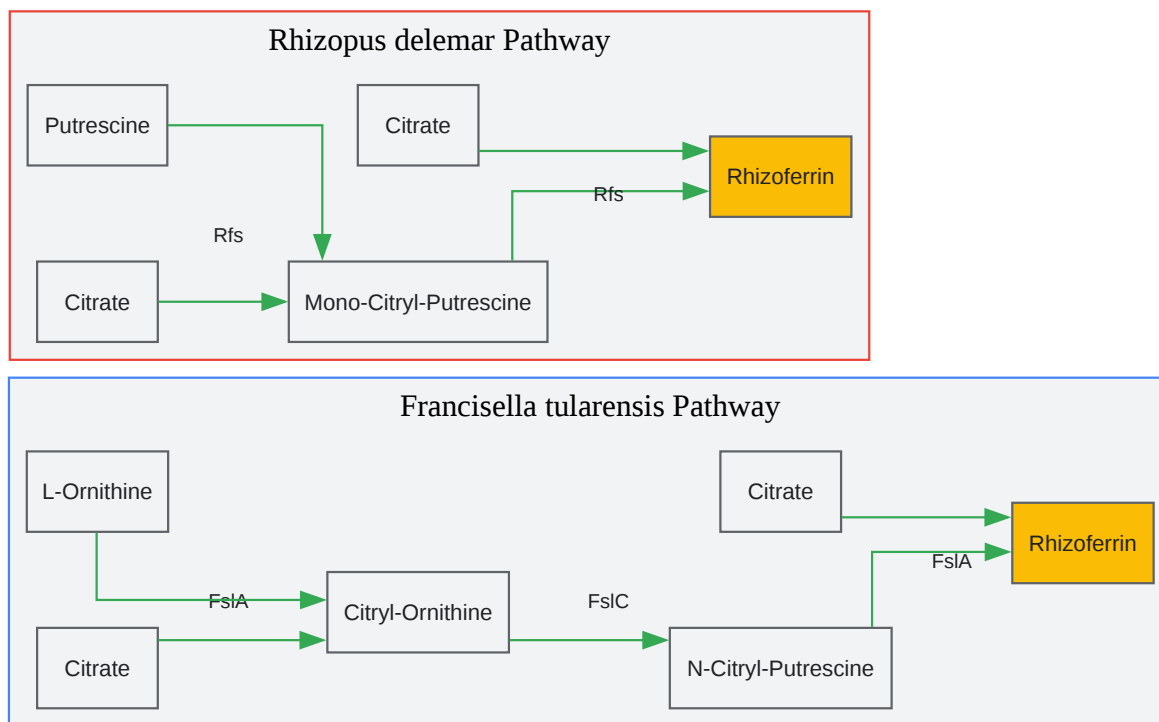 Rhizopus delemar Pathway
Putrescine
Citrate
Rhizoferrin
Rfs
Rfs
Citrate
Mono-Citryl-Putrescine
Francisella tularensis Pathway
L-Ornithine
Citrate
Rhizoferrin
FslA
FslA
Citryl-Ornithine
FslC
Citrate
N-Citryl-Putrescine